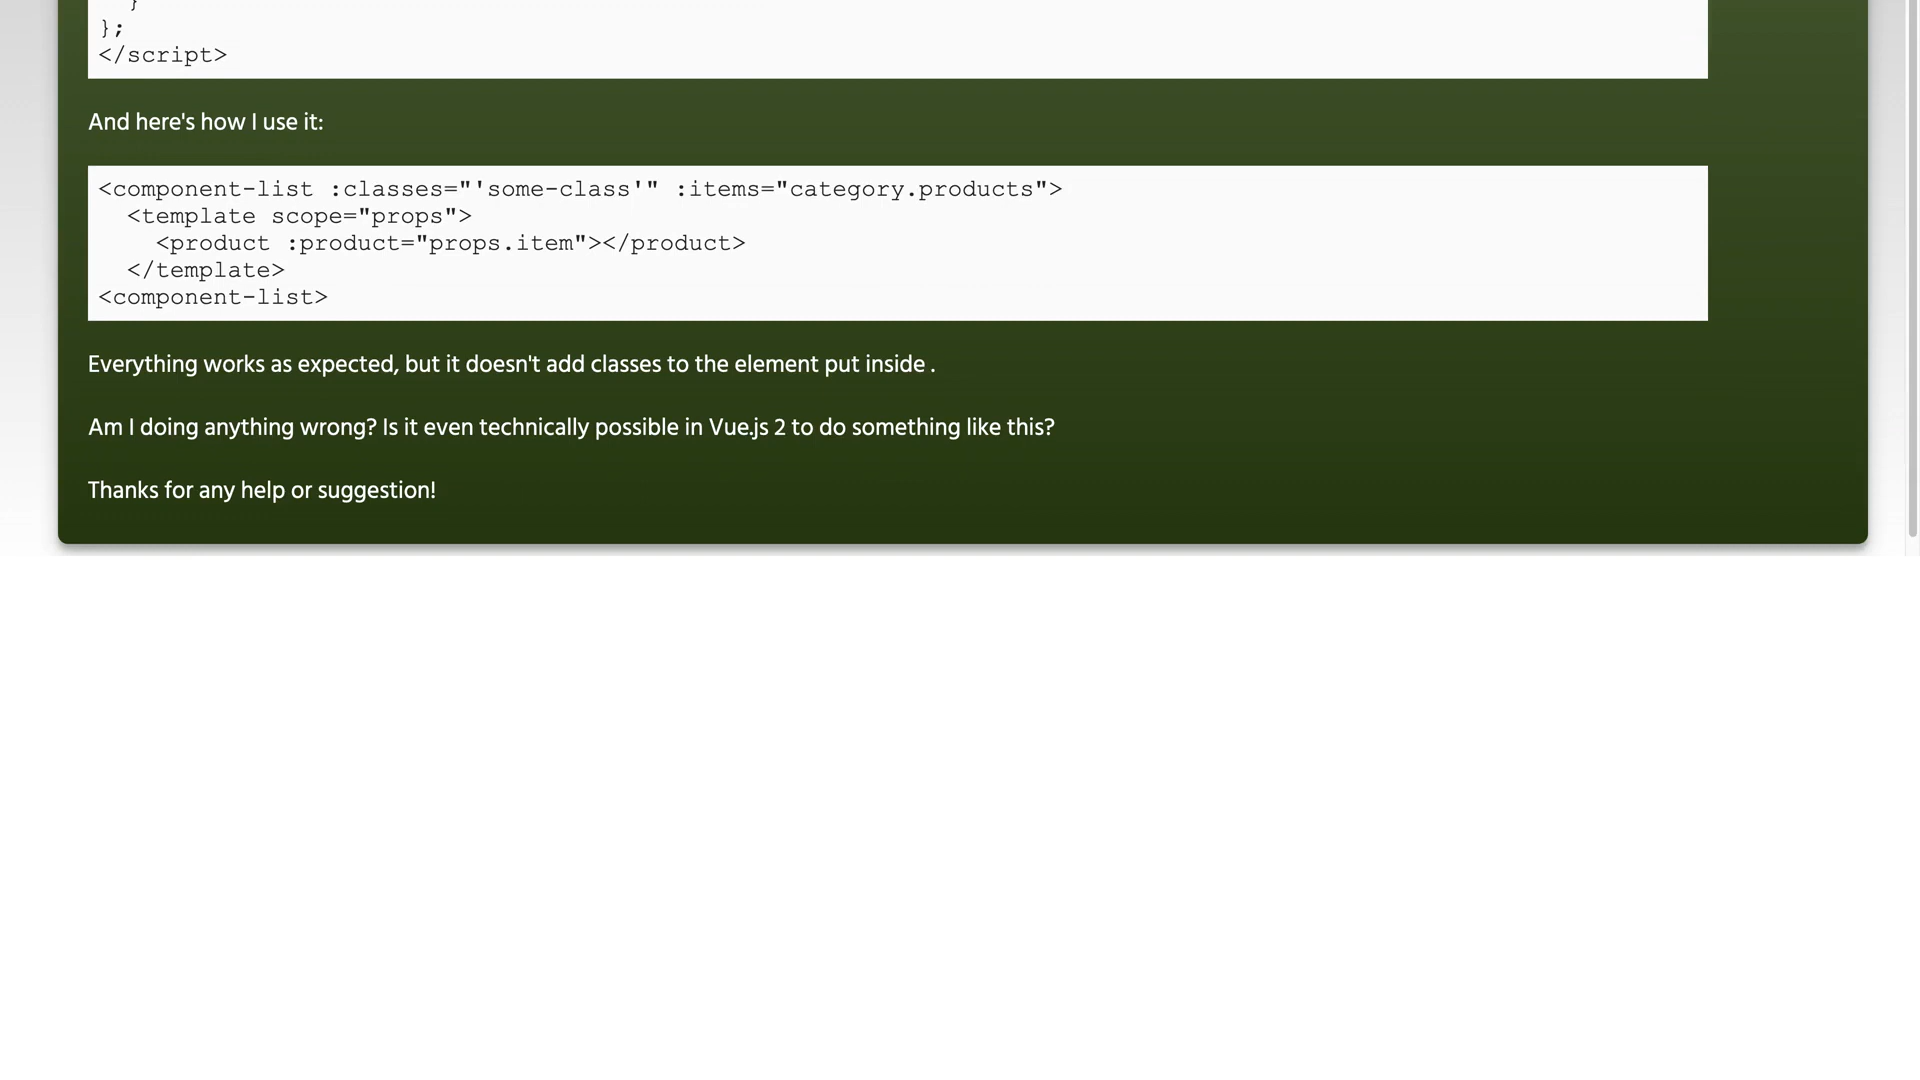 }
};
</script>
And here's how I use it:
<component-list :classes="'some-class'" :items="category.products">
  <template scope="props">
    <product :product="props.item"></product>
  </template>
<component-list>
Everything works as expected, but it doesn't add classes to the element put inside .
Am I doing anything wrong? Is it even technically possible in Vue.js 2 to do something like this?
Thanks for any help or suggestion!